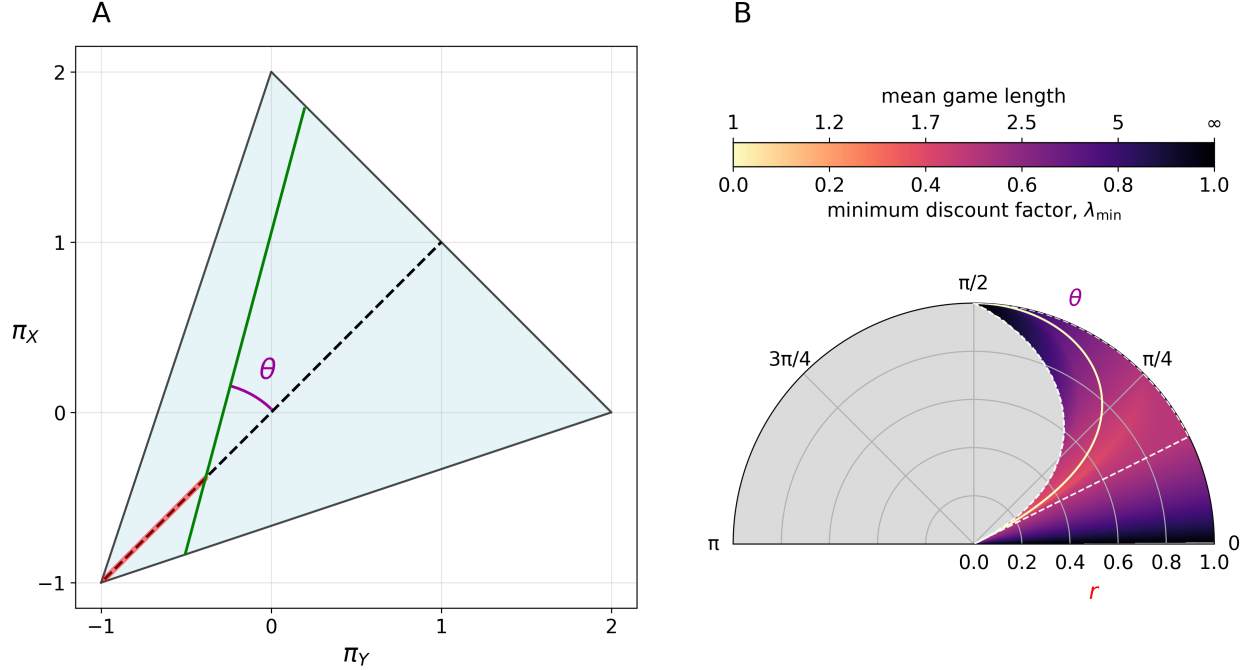 A
2
1
0
−1
π_X
θ
−1
0
1
2
π_Y
B
mean game length
1 1.2 1.7 2.5 5 ∞
0.0 0.2 0.4 0.6 0.8 1.0
minimum discount factor, λ_min
π/2
θ
3π/4
π/4
π
0
0.0 0.2 0.4 0.6 0.8 1.0
r